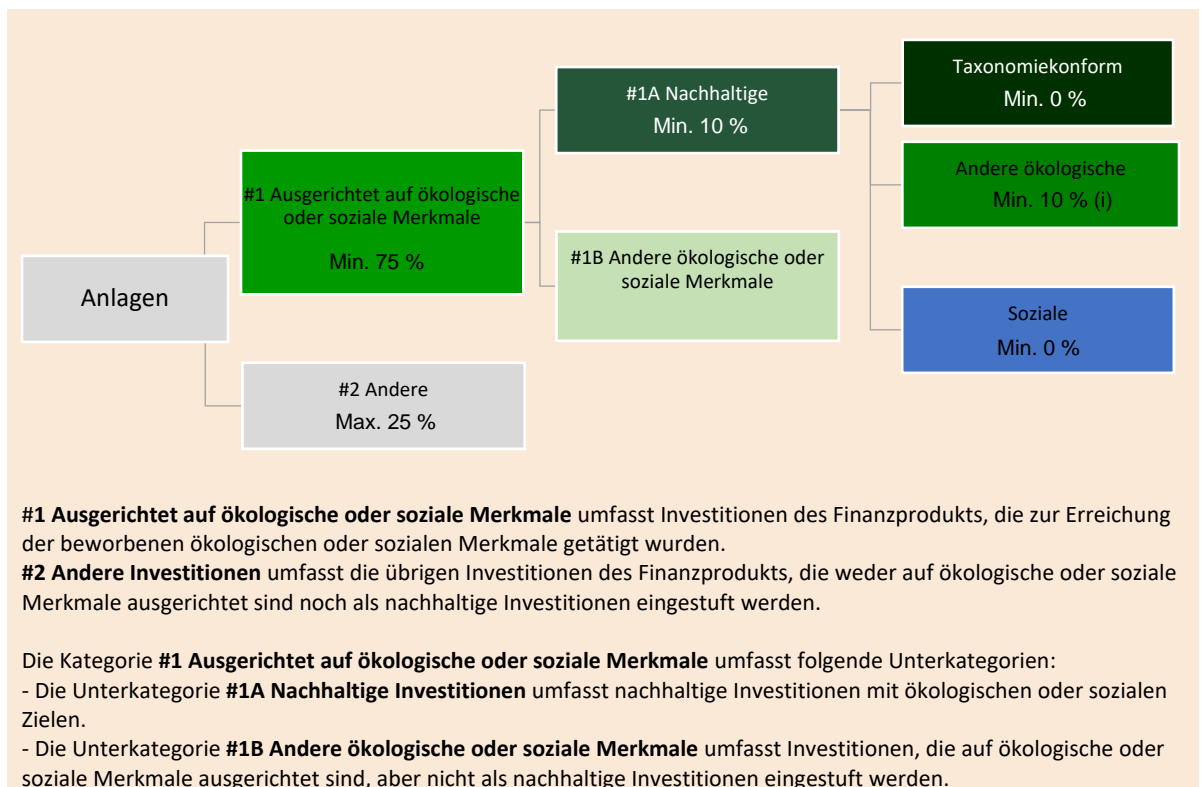 Anlagen
#1 Ausgerichtet auf ökologische
oder soziale Merkmale
Min. 75 %
#2 Andere
Max. 25 %
#1A Nachhaltige
Min. 10 %
#1B Andere ökologische oder
soziale Merkmale
Taxonomiekonform
Min. 0 %
Andere ökologische
Min. 10 % (i)
Soziale
Min. 0 %
#1 Ausgerichtet auf ökologische oder soziale Merkmale umfasst Investitionen des Finanzprodukts, die zur Erreichung
der beworbenen ökologischen oder sozialen Merkmale getätigt wurden.
#2 Andere Investitionen umfasst die übrigen Investitionen des Finanzprodukts, die weder auf ökologische oder soziale
Merkmale ausgerichtet sind noch als nachhaltige Investitionen eingestuft werden.
Die Kategorie #1 Ausgerichtet auf ökologische oder soziale Merkmale umfasst folgende Unterkategorien:
- Die Unterkategorie #1A Nachhaltige Investitionen umfasst nachhaltige Investitionen mit ökologischen oder sozialen
Zielen.
- Die Unterkategorie #1B Andere ökologische oder soziale Merkmale umfasst Investitionen, die auf ökologische oder
soziale Merkmale ausgerichtet sind, aber nicht als nachhaltige Investitionen eingestuft werden.